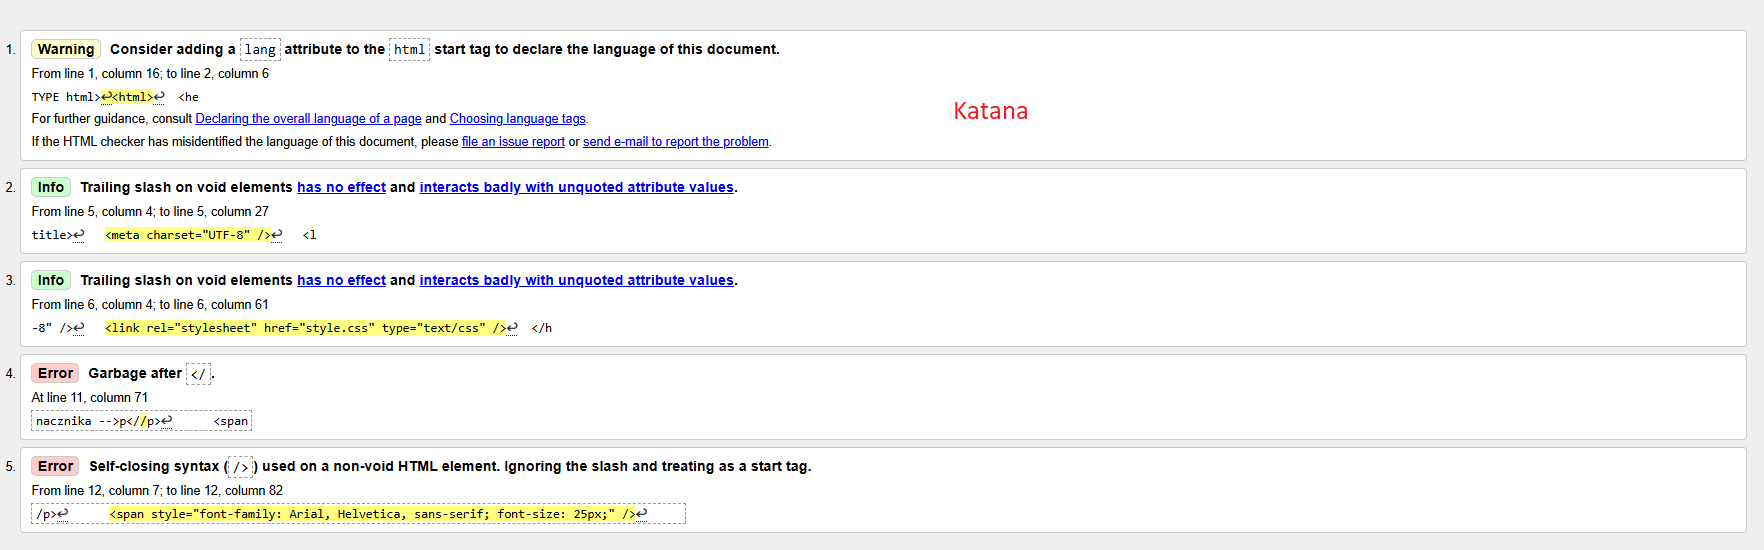 1. Warning Consider adding a lang attribute to the html start tag to declare the language of this document.
From line 1, column 16; to line 2, column 6
TYPE html>↩<html>↩  <he
For further guidance, consult Declaring the overall language of a page and Choosing language tags.
If the HTML checker has misidentified the language of this document, please file an issue report or send e-mail to report the problem.
Katana
2. Info Trailing slash on void elements has no effect and interacts badly with unquoted attribute values.
From line 5, column 4; to line 5, column 27
title>↩   <meta charset="UTF-8" />↩   <l
3. Info Trailing slash on void elements has no effect and interacts badly with unquoted attribute values.
From line 6, column 4; to line 6, column 61
-8" />↩   <link rel="stylesheet" href="style.css" type="text/css" />↩  </h
4. Error Garbage after </.
At line 11, column 71
nacznika -->p<//p>↩      <span
5. Error Self-closing syntax (/>) used on a non-void HTML element. Ignoring the slash and treating as a start tag.
From line 12, column 7; to line 12, column 82
/p>↩      <span style="font-family: Arial, Helvetica, sans-serif; font-size: 25px;" />↩